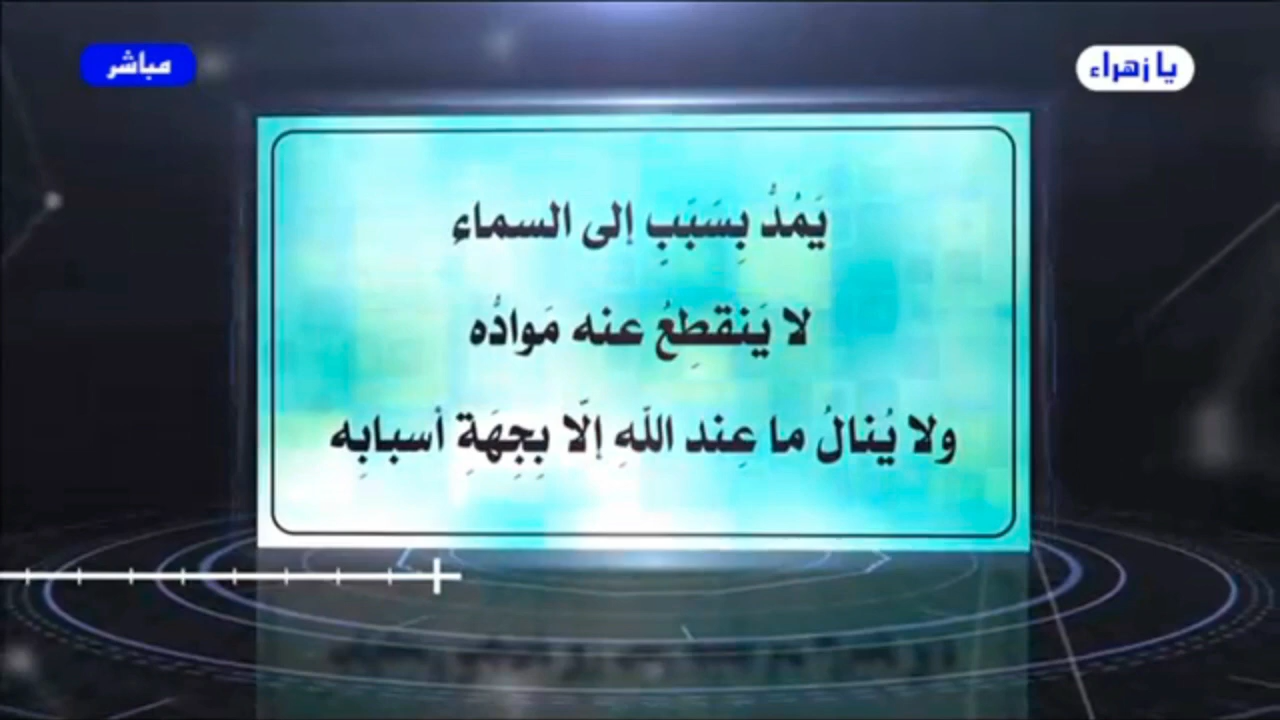 يا زهراء
مباشر
يَمُدُّ بِسَبَبٍ إلى السماءِ
لا يَنقطِعُ عنه مَوادُّه
ولا يُنالُ ما عِند اللّهِ إلّا بِجِهَةِ أسبابِه